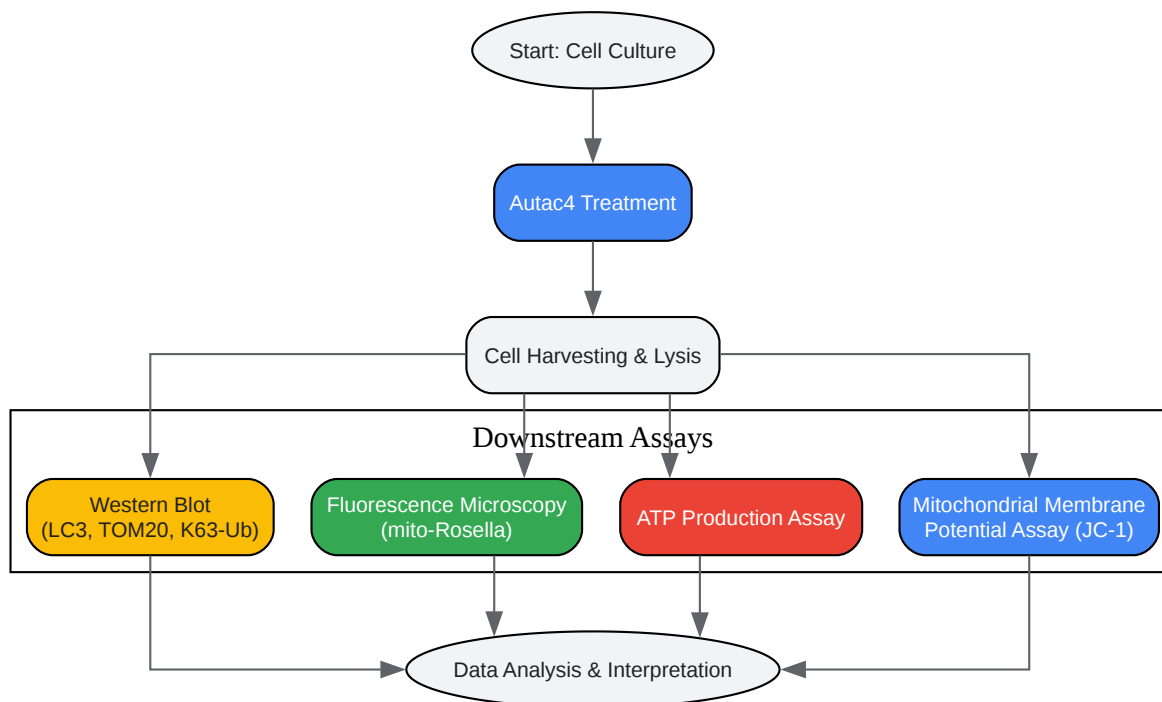 Start: Cell Culture
Autac4 Treatment
Cell Harvesting & Lysis
Downstream Assays
Western Blot
(LC3, TOM20, K63-Ub)
Fluorescence Microscopy
(mito-Rosella)
ATP Production Assay
Mitochondrial Membrane
Potential Assay (JC-1)
Data Analysis & Interpretation